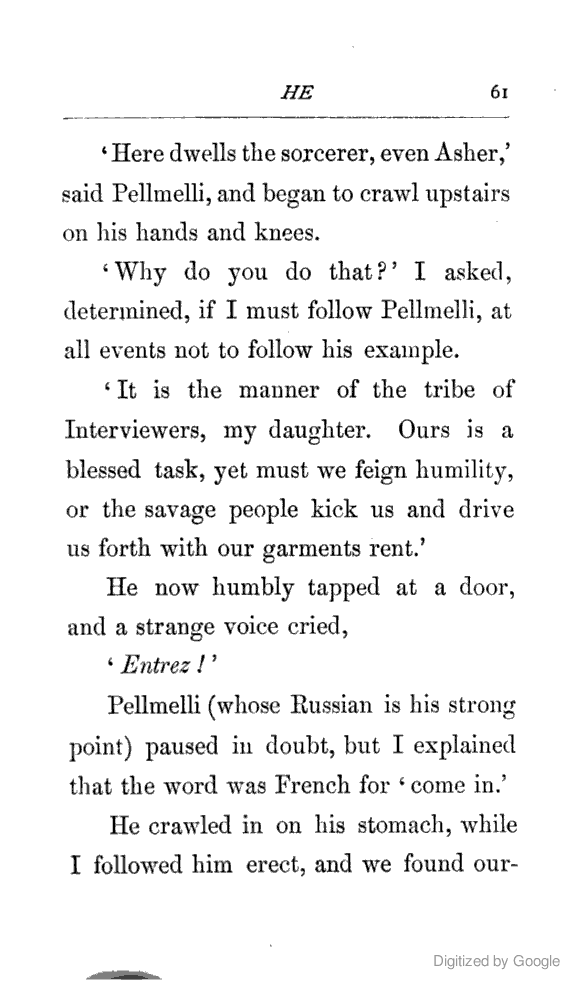 HE 61
‘Here dwells the sorcerer, even Asher,’
said Pellmelli, and began to crawl upstairs
on his hands and knees.
‘Why do you do that?’ I asked,
determined, if I must follow Pellmelli, at
all events not to follow his example.
‘It is the manner of the tribe of
Interviewers, my daughter. Ours is a
blessed task, yet must we feign humility,
or the savage people kick us and drive
us forth with our garments rent.’
He now humbly tapped at a door,
and a strange voice cried,
‘Entrez!’
Pellmelli (whose Russian is his strong
point) paused in doubt, but I explained
that the word was French for ‘come in.’
He crawled in on his stomach, while
I followed him erect, and we found our-
Digitized by Google